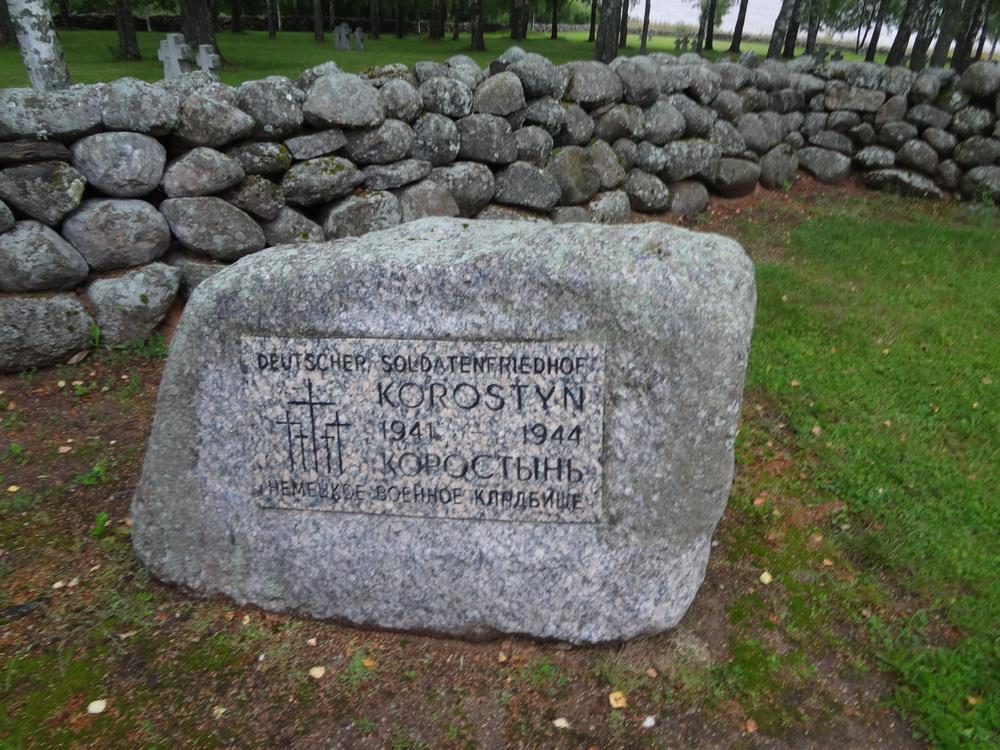 DEUTSCHER SOLDATENFRIEDHOF
KOROSTYN
1941 – 1944
КОРОСТЫНЬ
НЕМЕЦКОЕ ВОЕННОЕ КЛАДБИЩЕ